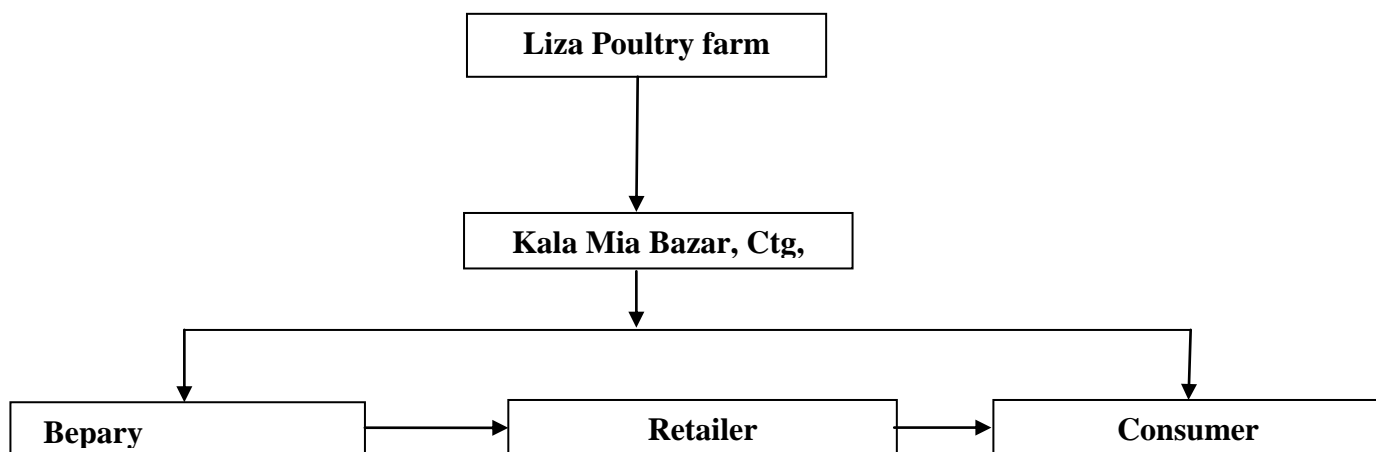 Liza Poultry farm
Kala Mia Bazar, Ctg,
Bepary
Retailer
Consumer